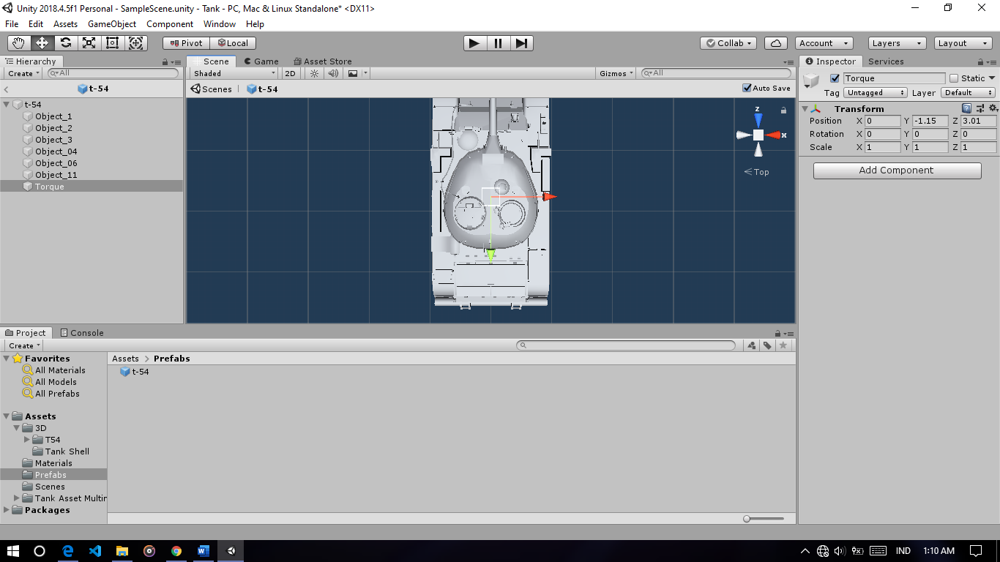 Unity 2018.4.5f1 Personal - SampleScene.unity - Tank - PC, Mac & Linux Standalone* <DX11>
File Edit Assets GameObject Component Window Help
Pivot Local Collab Account Layers Layout
Hierarchy
Create All
t-54
t-54
Object_1
Object_2
Object_3
Object_04
Object_06
Object_11
Torque
Scene Game Asset Store
Shaded 2D Gizmos All
Scenes t-54 Auto Save
z
x
Top
Inspector Services
Torque Static
Tag Untagged Layer Default
Transform
Position X 0 Y -1.15 Z 3.01
Rotation X 0 Y 0 Z 0
Scale X 1 Y 1 Z 1
Add Component
Project Console
Create
Favorites
All Materials
All Models
All Prefabs
Assets
3D
T54
Tank Shell
Materials
Prefabs
Scenes
Tank Asset Multin
Packages
Assets > Prefabs
t-54
IND 1:10 AM